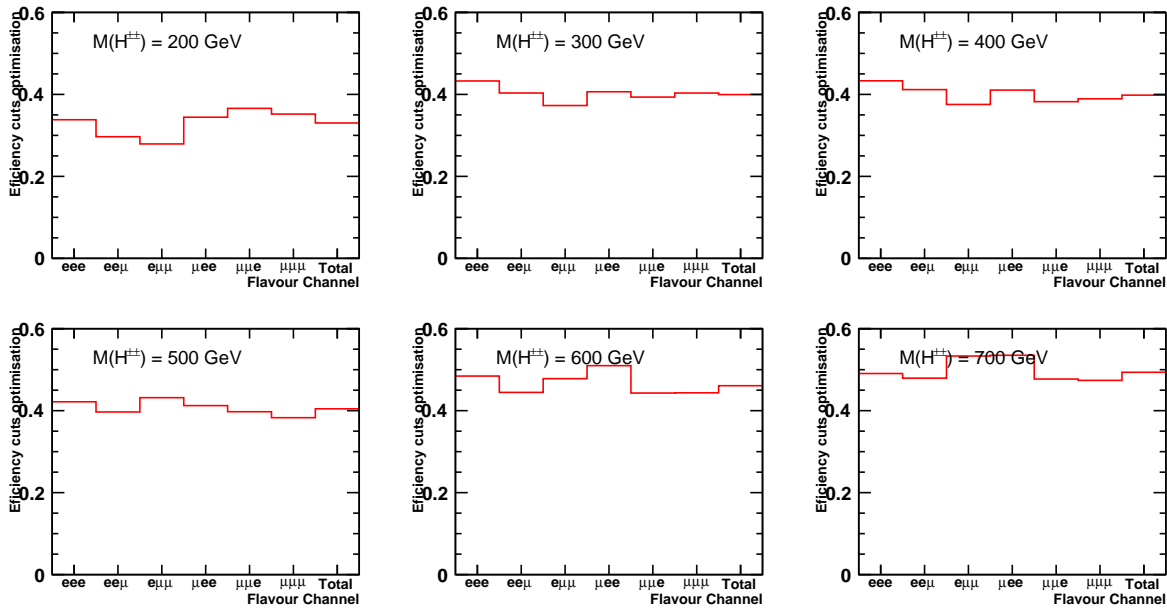 M(H±±) = 200 GeV
Eficiency cuts optimisation
0.6
0.4
0.2
0
eee eeμ eμμ μee μμe μμμ Total
Flavour Channel
M(H±±) = 300 GeV
Eficiency cuts optimisation
0.6
0.4
0.2
0
eee eeμ eμμ μee μμe μμμ Total
Flavour Channel
M(H±±) = 400 GeV
Eficiency cuts optimisation
0.6
0.4
0.2
0
eee eeμ eμμ μee μμe μμμ Total
Flavour Channel
M(H±±) = 500 GeV
Eficiency cuts optimisation
0.6
0.4
0.2
0
eee eeμ eμμ μee μμe μμμ Total
Flavour Channel
M(H±±) = 600 GeV
Eficiency cuts optimisation
0.6
0.4
0.2
0
eee eeμ eμμ μee μμe μμμ Total
Flavour Channel
M(H±±) = 700 GeV
Eficiency cuts optimisation
0.6
0.4
0.2
0
eee eeμ eμμ μee μμe μμμ Total
Flavour Channel